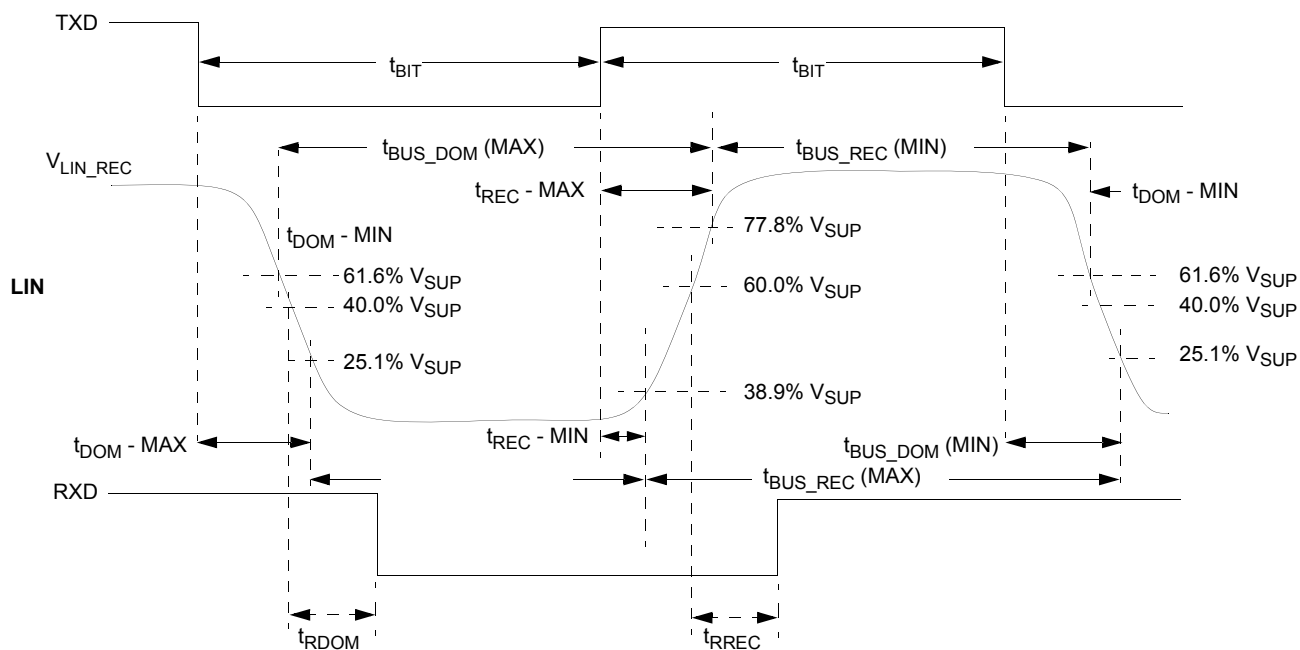 TXD
tBIT
tBIT
tBUS_DOM (MAX)
tBUS_REC (MIN)
VLIN_REC
tREC - MAX
tDOM - MIN
tDOM - MIN
77.8% VSUP
LIN
61.6% VSUP
60.0% VSUP
61.6% VSUP
40.0% VSUP
40.0% VSUP
25.1% VSUP
25.1% VSUP
38.9% VSUP
tDOM - MAX
tREC - MIN
tBUS_DOM (MIN)
tBUS_REC (MAX)
RXD
tRDOM
tRREC